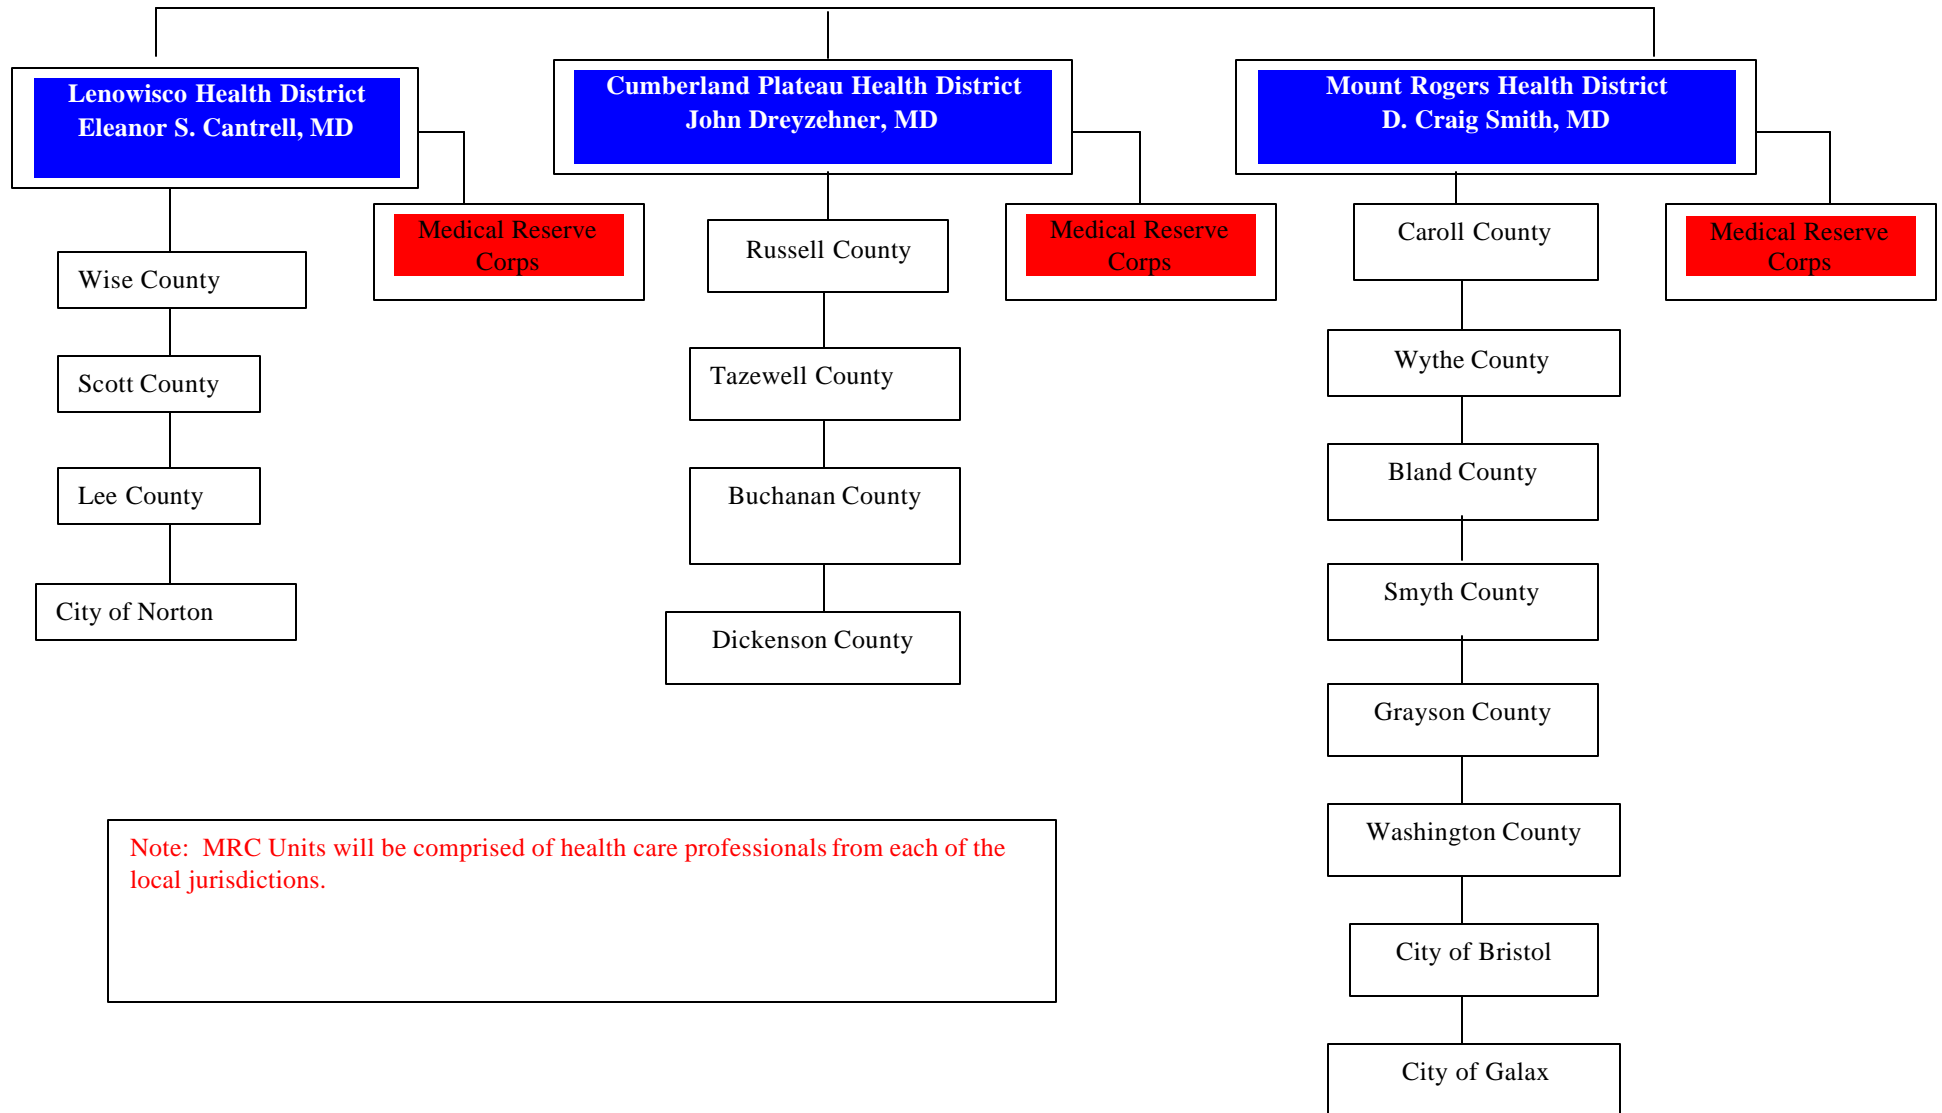 Lenowisco Health District
Eleanor S. Cantrell, MD
Cumberland Plateau Health District
John Dreyzehner, MD
Mount Rogers Health District
D. Craig Smith, MD
Medical Reserve
Corps
Wise County
Scott County
Lee County
City of Norton
Medical Reserve
Corps
Russell County
Tazewell County
Buchanan County
Dickenson County
Medical Reserve
Corps
Caroll County
Wythe County
Bland County
Smyth County
Grayson County
Washington County
City of Bristol
City of Galax
Note:  MRC Units will be comprised of health care professionals from each of the
local jurisdictions.